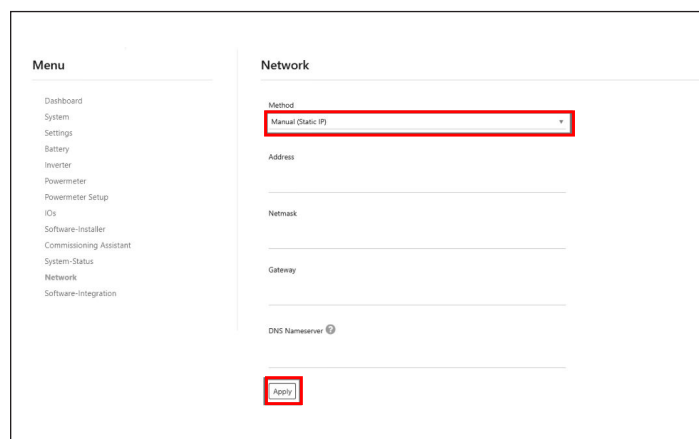 Menu
Dashboard
System
Settings
Battery
Inverter
Powermeter
Powermeter Setup
IOs
Software-Installer
Commissioning Assistant
System-Status
Network
Software-Integration
Network
Method
Manual (Static IP)
Address
Netmask
Gateway
DNS Nameserver ?
Apply